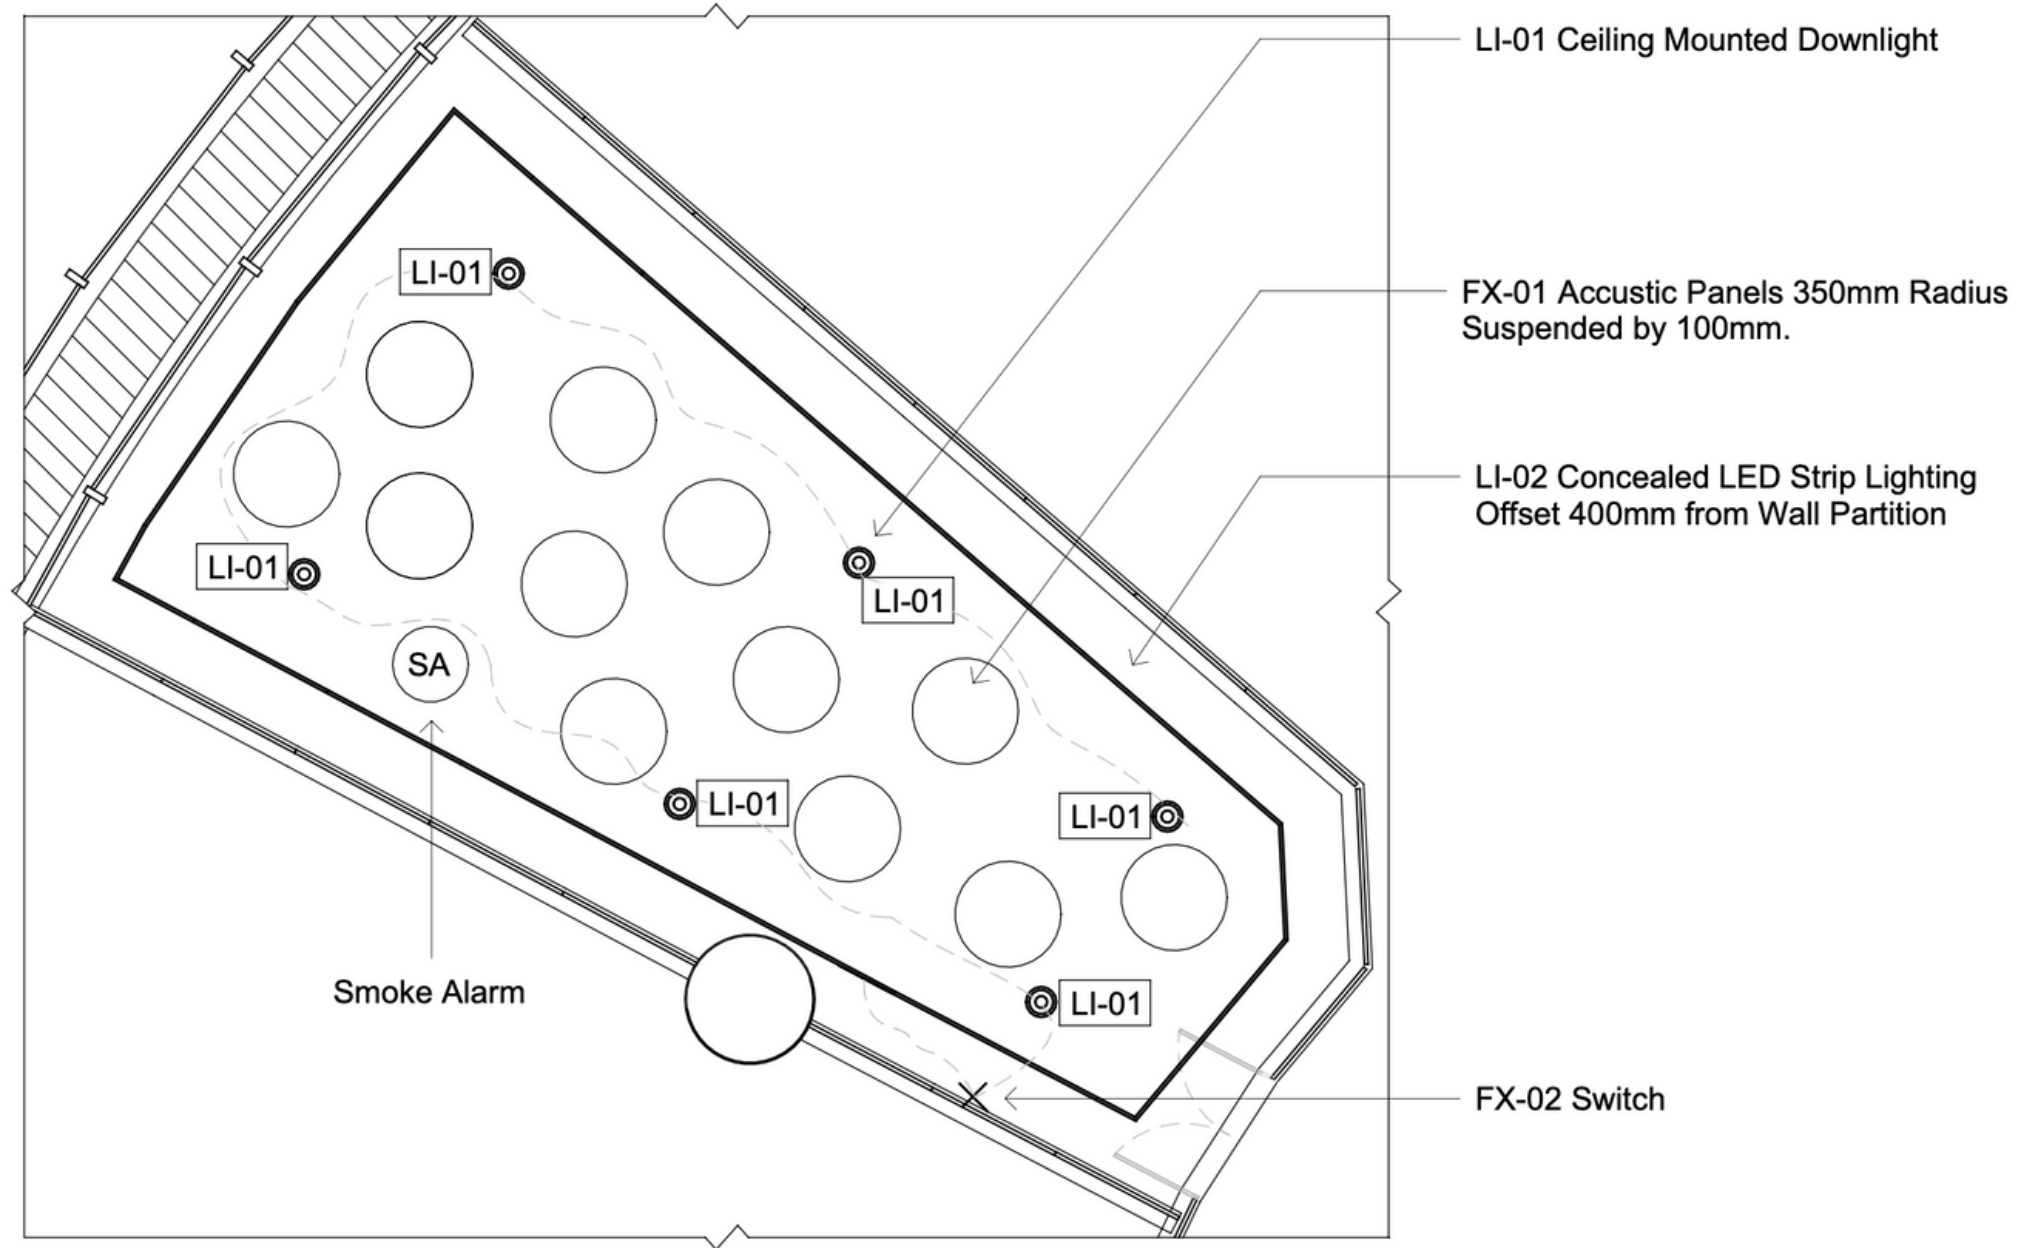 LI-01 Ceiling Mounted Downlight
LI-01
FX-01 Accustic Panels 350mm Radius
Suspended by 100mm.
LI-02 Concealed LED Strip Lighting
Offset 400mm from Wall Partition
LI-01
LI-01
SA
LI-01
LI-01
Smoke Alarm
LI-01
FX-02 Switch